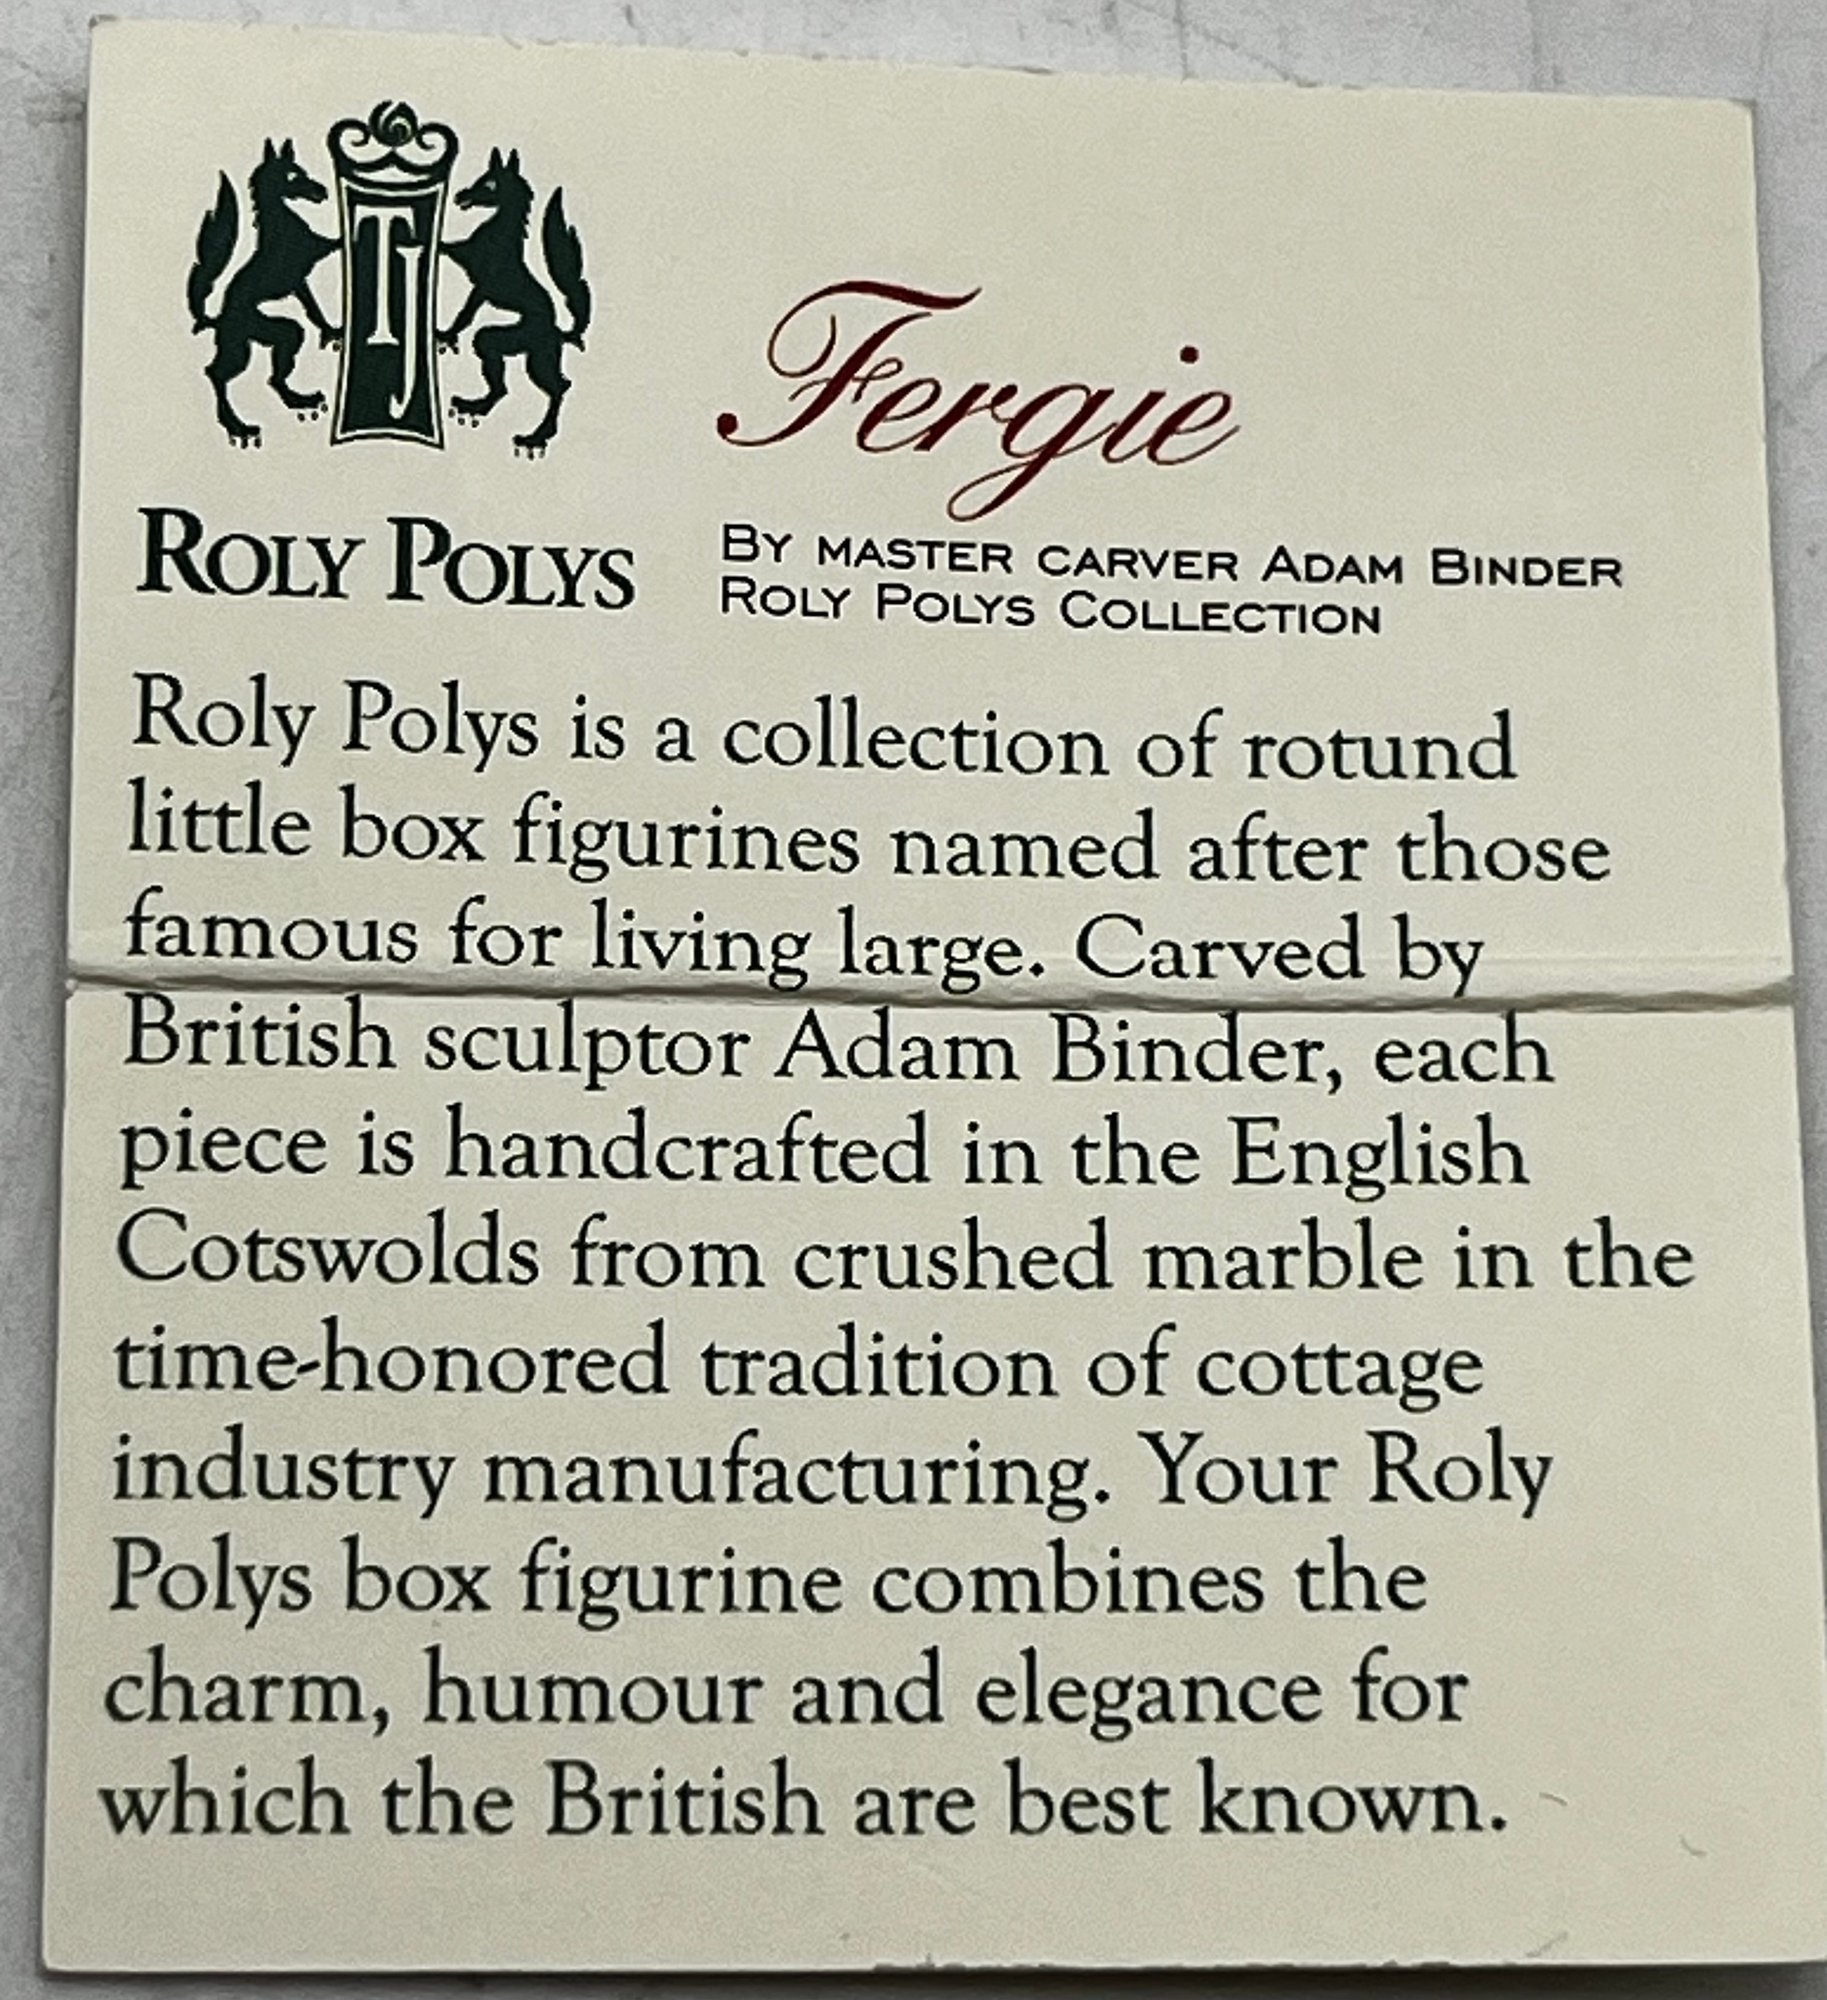 TJ
ROLY POLYS
Fergie
BY MASTER CARVER ADAM BINDER
ROLY POLYS COLLECTION
Roly Polys is a collection of rotund
little box figurines named after those
famous for living large. Carved by
British sculptor Adam Binder, each
piece is handcrafted in the English
Cotswolds from crushed marble in the
time-honored tradition of cottage
industry manufacturing. Your Roly
Polys box figurine combines the
charm, humour and elegance for
which the British are best known.